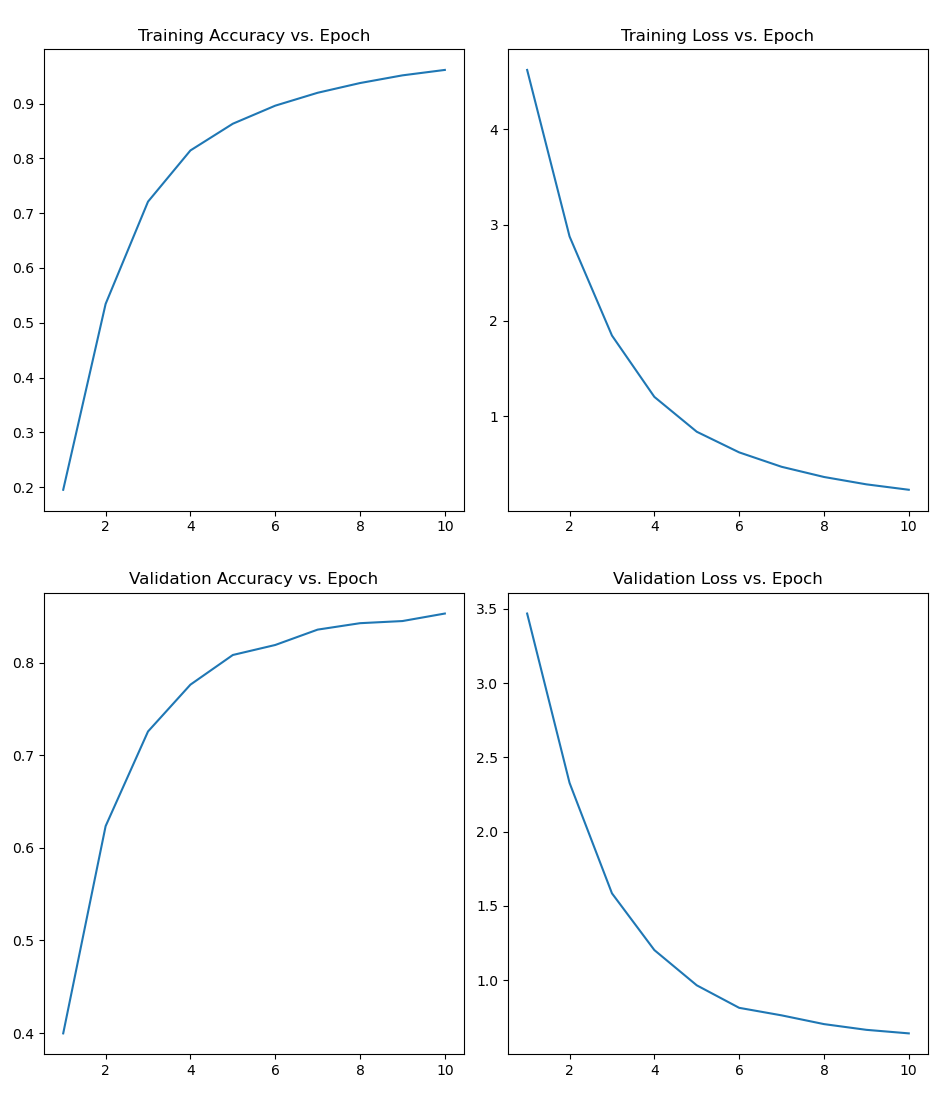 Training Accuracy vs. Epoch
Training Loss vs. Epoch
0.9
0.8
0.7
0.6
0.5
0.4
0.3
0.2
2 4 6 8 10
4
3
2
1
2 4 6 8 10
Validation Accuracy vs. Epoch
Validation Loss vs. Epoch
0.8
0.7
0.6
0.5
0.4
2 4 6 8 10
3.5
3.0
2.5
2.0
1.5
1.0
2 4 6 8 10